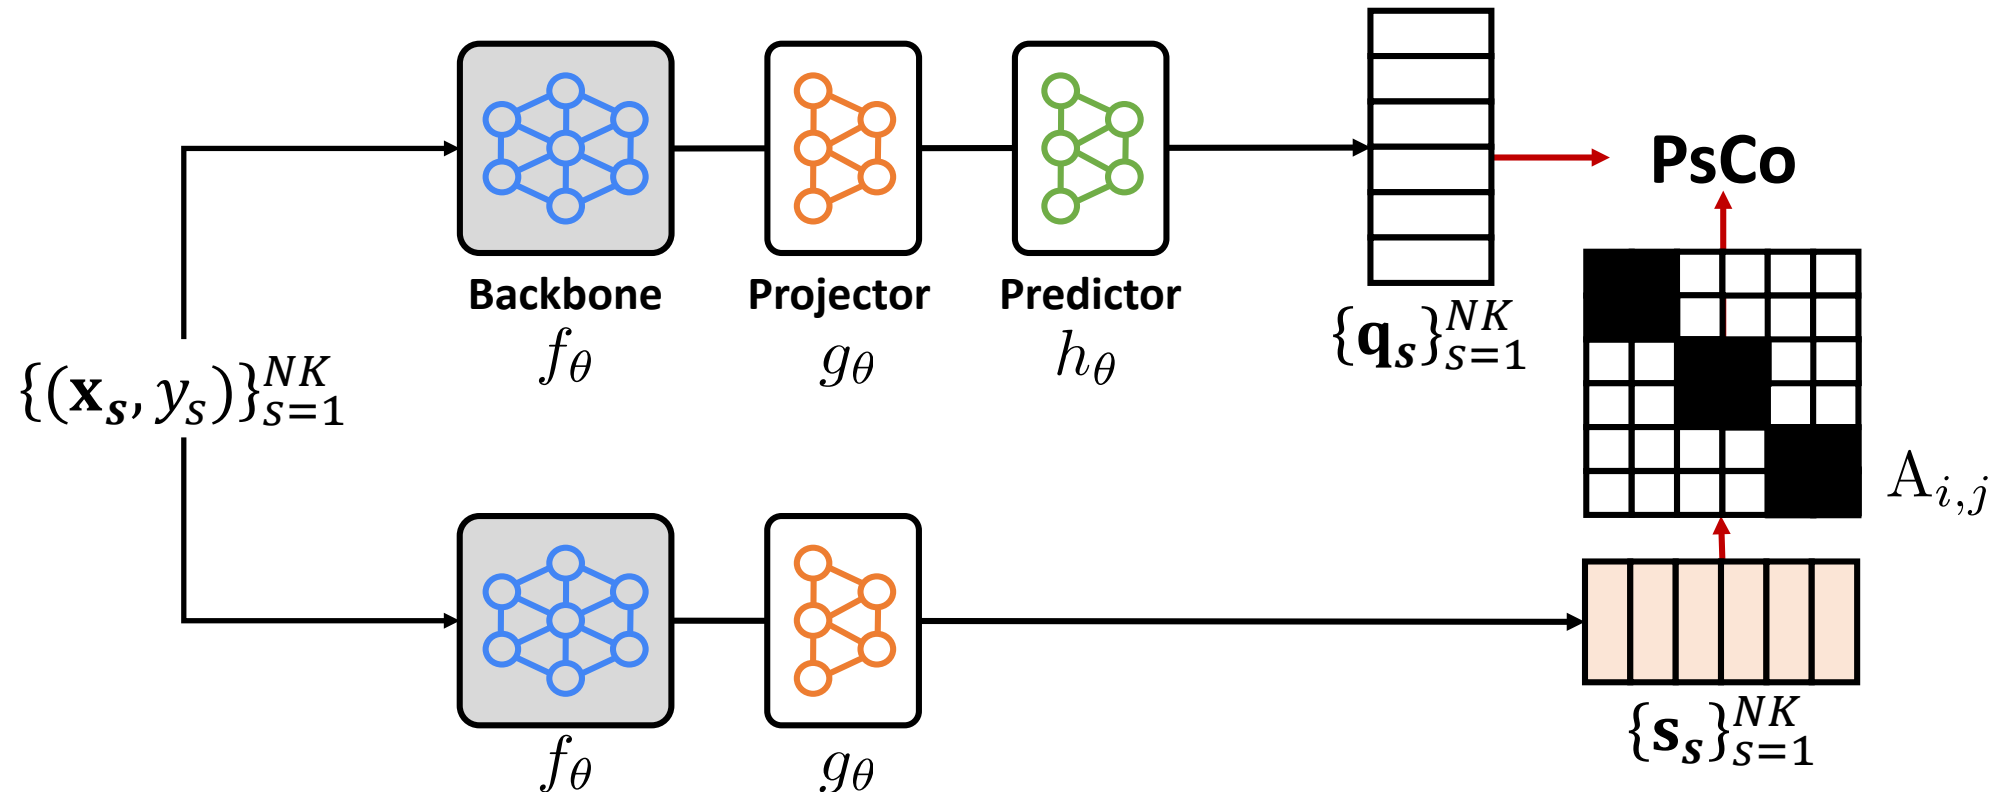 PsCo
Backbone
Projector
Predictor
f_θ
g_θ
h_θ
{q_s}_{s=1}^{NK}
{(x_s, y_s)}_{s=1}^{NK}
A_{i,j}
f_θ
g_θ
{s_s}_{s=1}^{NK}